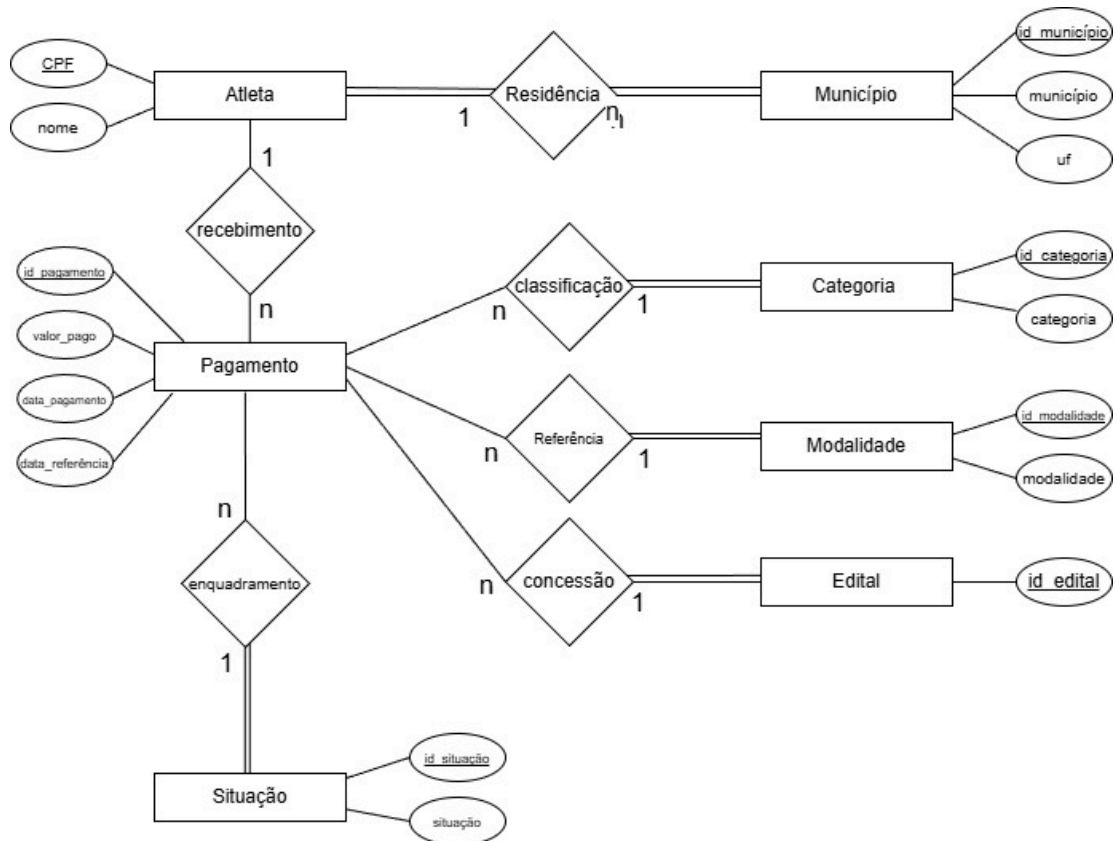 id_município
CPF
Atleta
Residência
Município
município
nome
1
n
n
uf
1
recebimento
id_pagamento
n
classificação
Categoria
id_categoria
n
1
categoria
valor_pago
Pagamento
data_pagamento
data_referência
n
Referência
1
Modalidade
id_modalidade
modalidade
n
enquadramento
n
concessão
1
Edital
id_edital
1
Situação
id_situação
situação